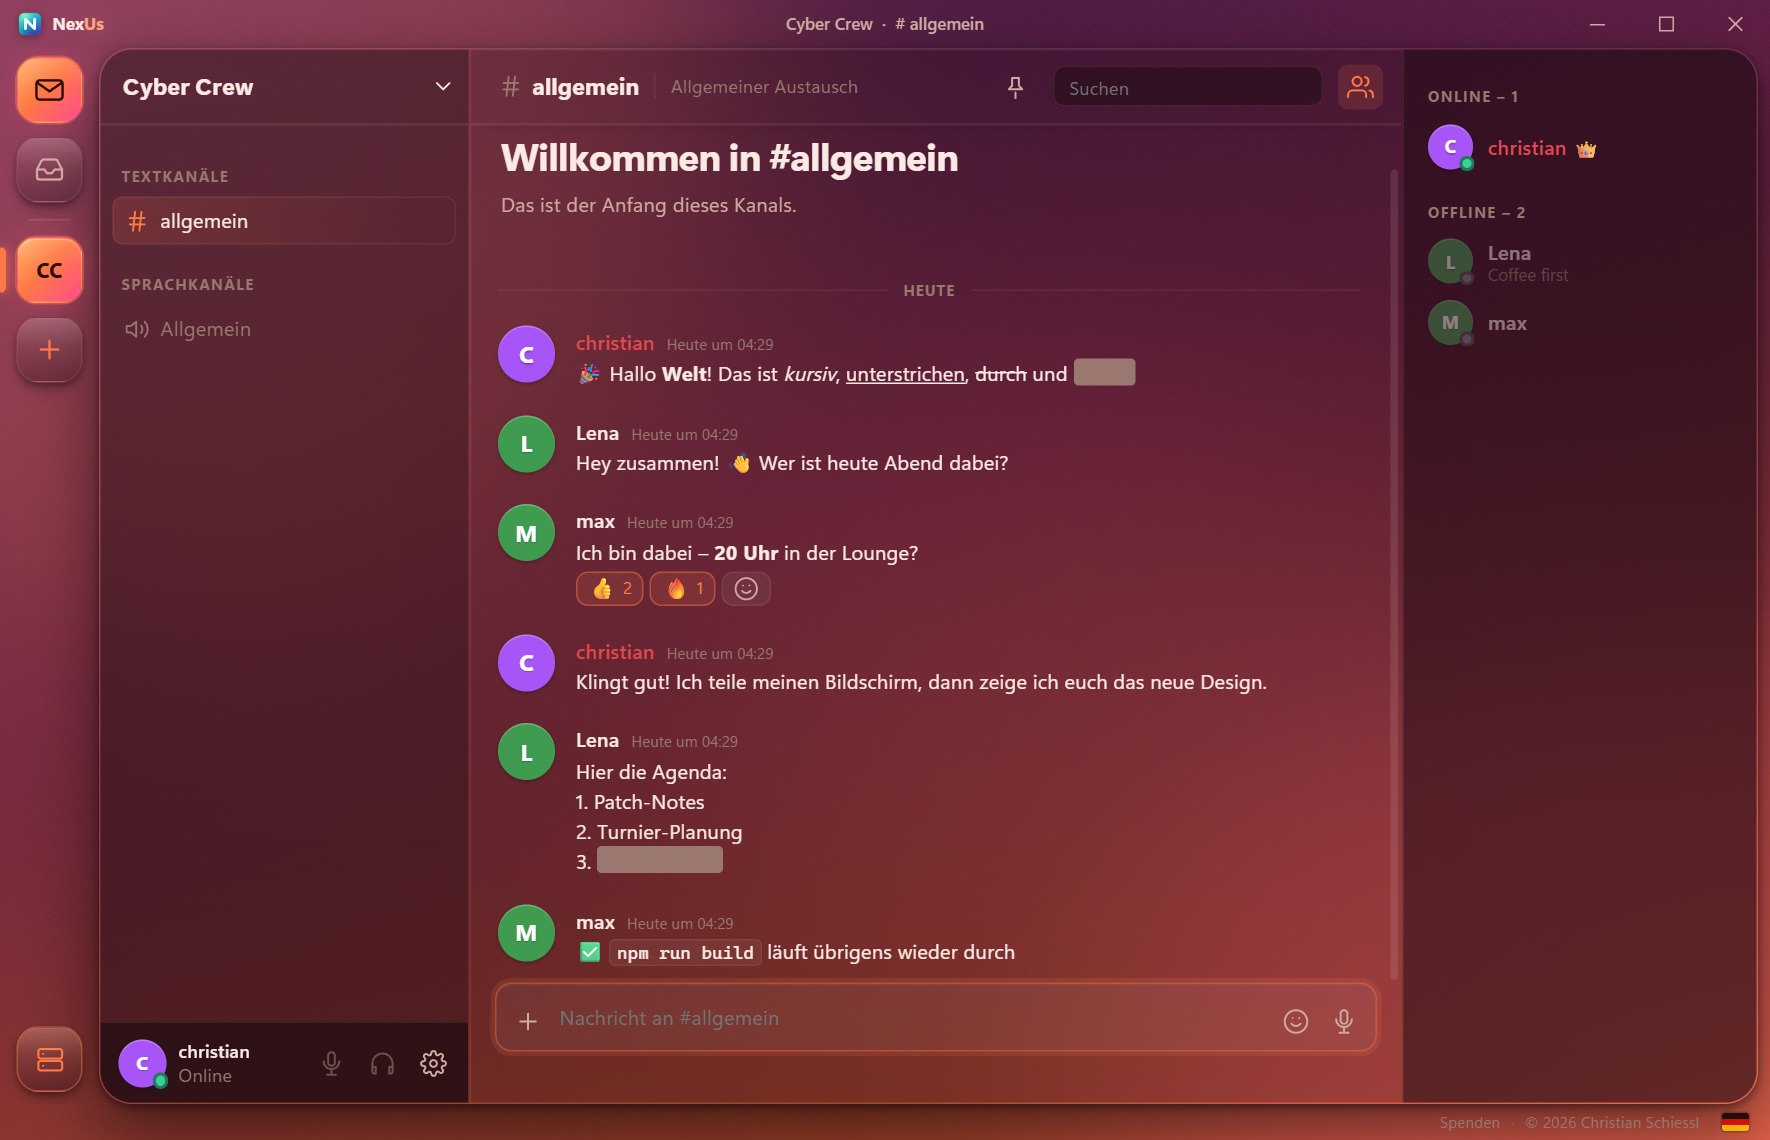 N NexUs
Cyber Crew · # allgemein
Cyber Crew
# allgemein
Allgemeiner Austausch
Suchen
TEXTKANÄLE
# allgemein
SPRACHKANÄLE
Allgemein
CC
christian
Online
C
Willkommen in #allgemein
Das ist der Anfang dieses Kanals.
HEUTE
C
christian Heute um 04:29
🎉 Hallo Welt! Das ist kursiv, unterstrichen, durch und
L
Lena Heute um 04:29
Hey zusammen! 👋 Wer ist heute Abend dabei?
M
max Heute um 04:29
Ich bin dabei – 20 Uhr in der Lounge?
👍 2 🔥 1
C
christian Heute um 04:29
Klingt gut! Ich teile meinen Bildschirm, dann zeige ich euch das neue Design.
L
Lena Heute um 04:29
Hier die Agenda:
1. Patch-Notes
2. Turnier-Planung
3.
M
max Heute um 04:29
✅ npm run build läuft übrigens wieder durch
Nachricht an #allgemein
ONLINE – 1
C
christian 👑
OFFLINE – 2
L
Lena
Coffee first
M
max
Spenden · © 2026 Christian Schiessl